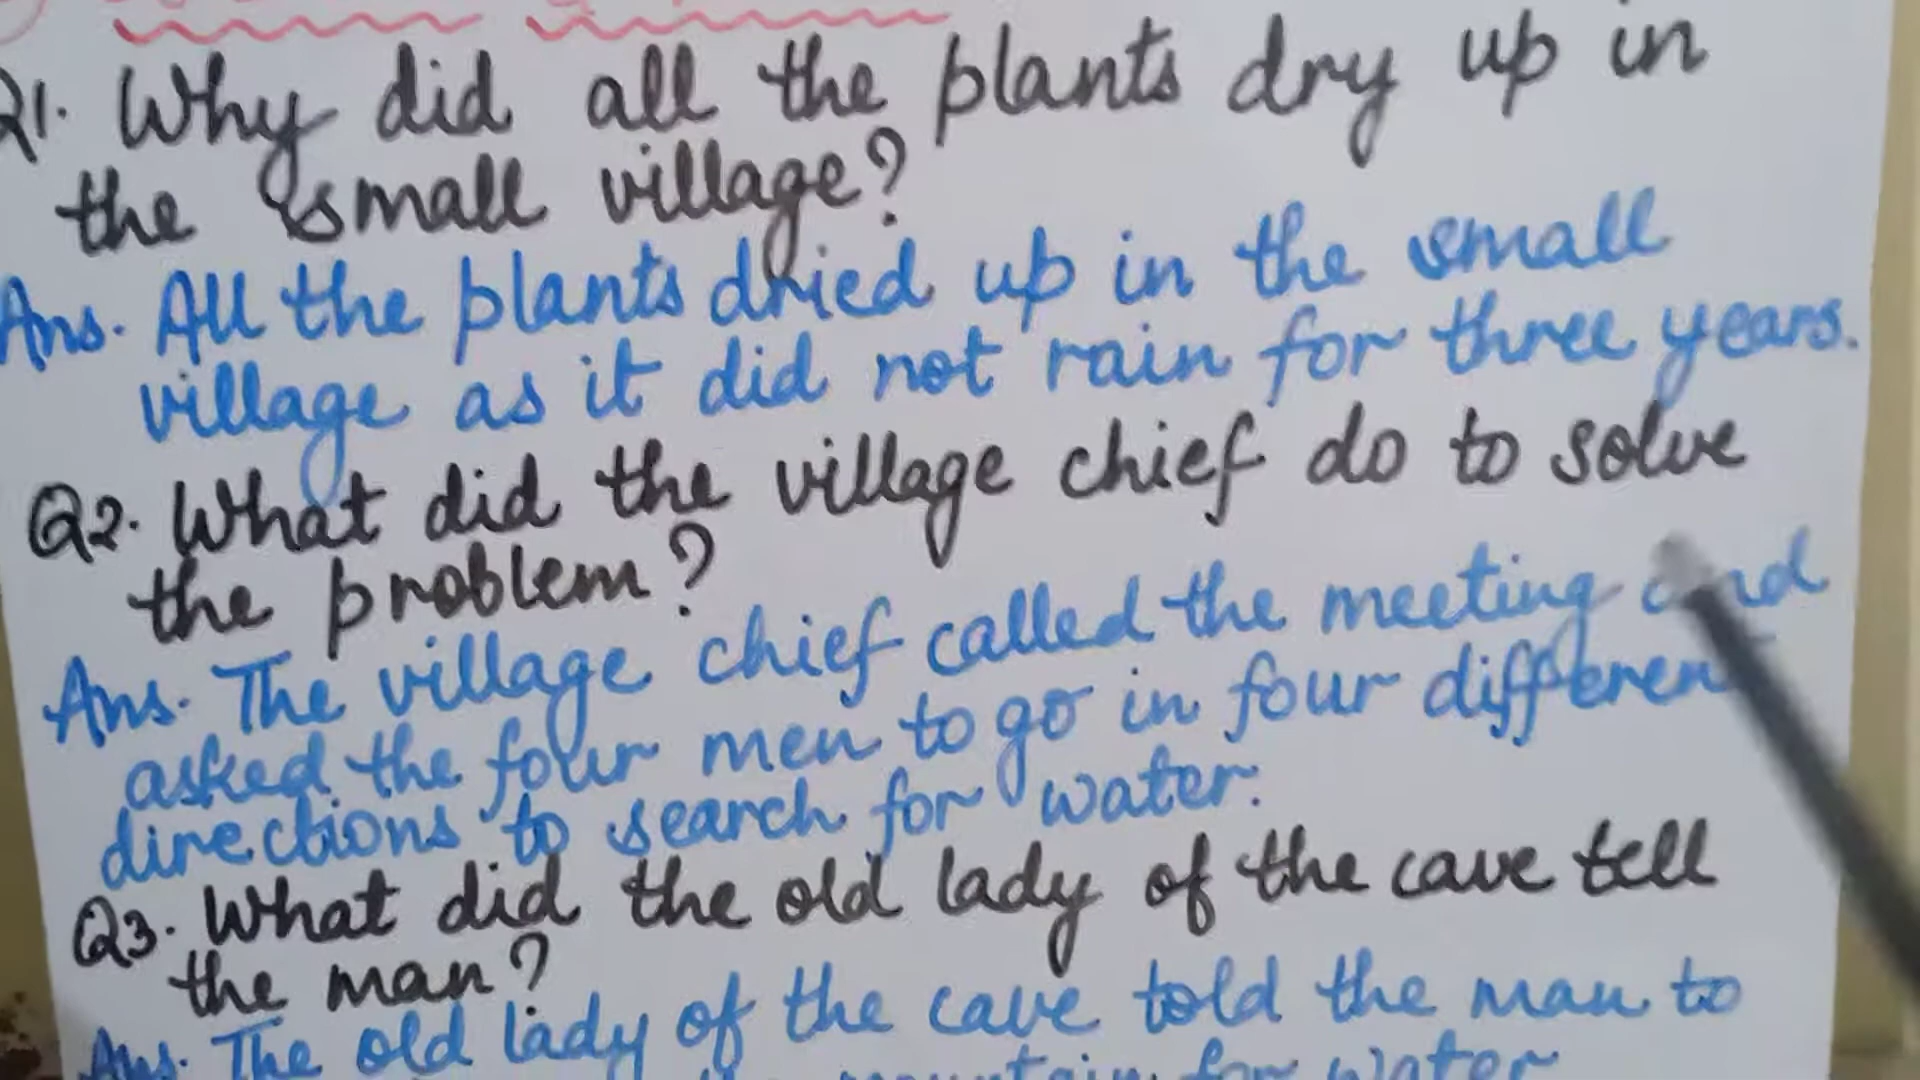 Q1. Why did all the plants dry up in
the small village?
Ans. All the plants dried up in the small
village as it did not rain for three years.
Q2. What did the village chief do to solve
the problem?
Ans. The village chief called the meeting and
asked the four men to go in four different
directions to search for water.
Q3. What did the old lady of the cave tell
the man?
Ans. The old lady of the cave told the man to
mountain for water